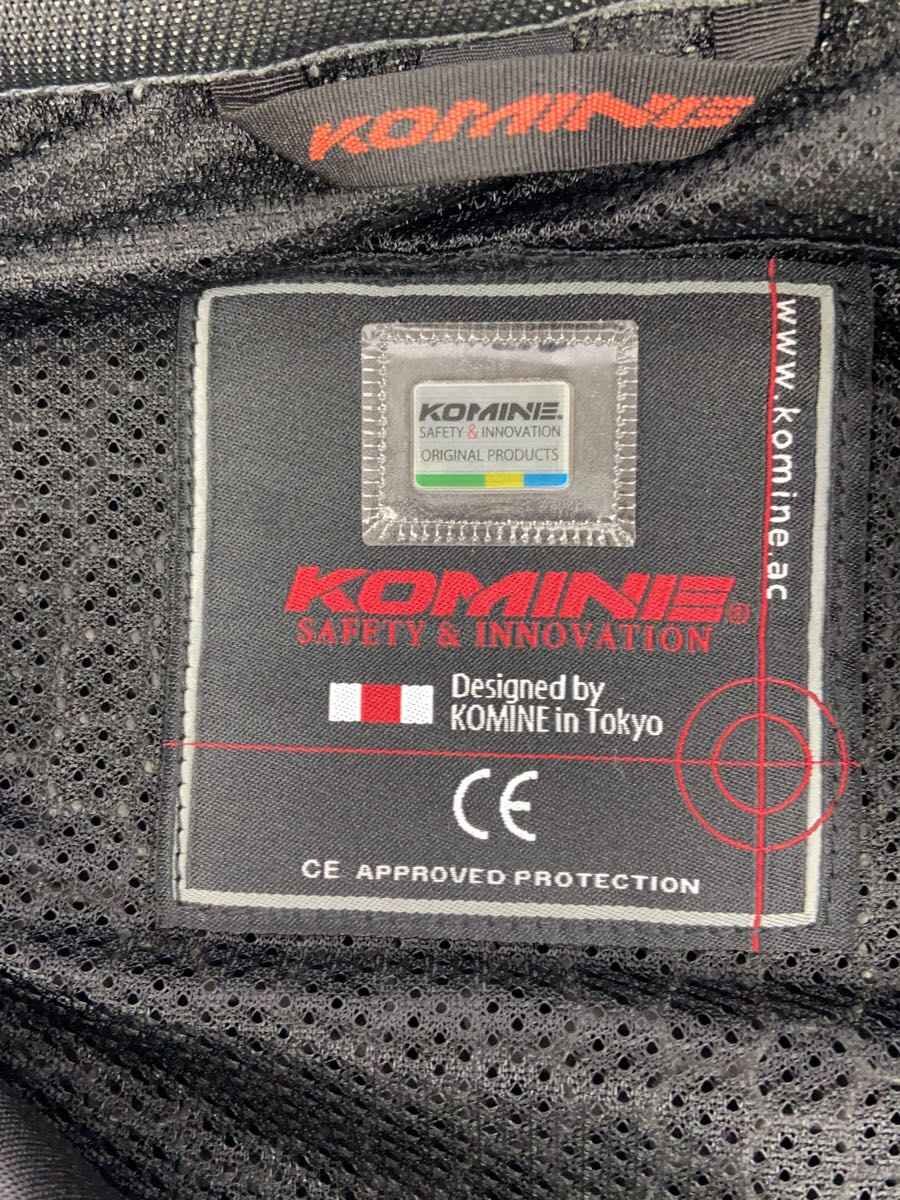 KOMINE
KOMINE.
SAFETY & INNOVATION
ORIGINAL PRODUCTS
www.komine.ac
KOMINE®
SAFETY & INNOVATION
Designed by
KOMINE in Tokyo
CE
CE APPROVED PROTECTION